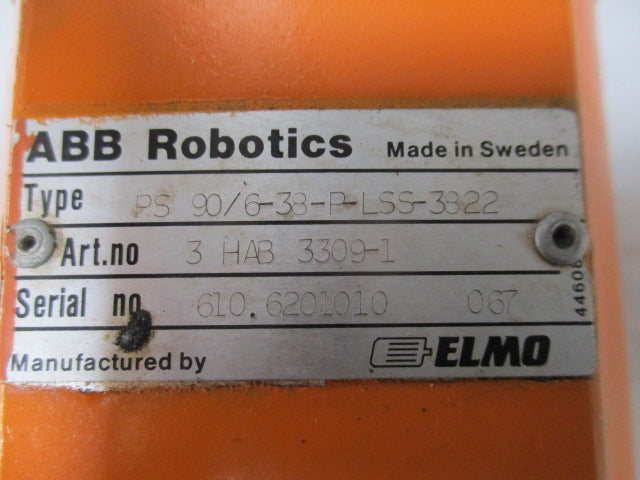 ABB Robotics Made in Sweden
Type PS 90/6-38-P-LSS-3822
Art.no 3 HAB 3309-1
Serial no 610.6201010 067
Manufactured by ELMO